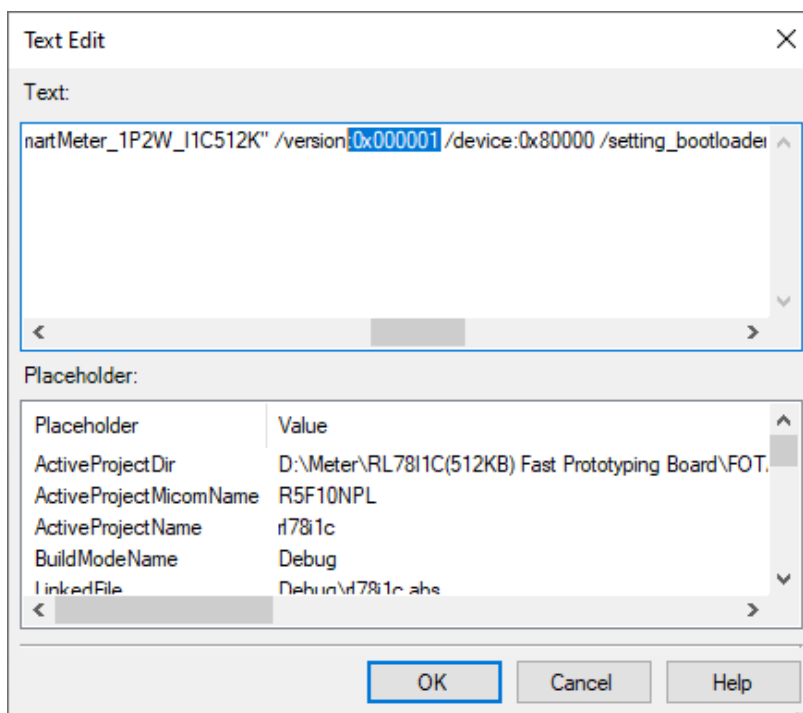 Text Edit
Text:
nartMeter_1P2W_I1C512K" /version:0x000001 /device:0x80000 /setting_bootloader
Placeholder:
Placeholder Value
ActiveProjectDir D:\Meter\RL78I1C(512KB) Fast Prototyping Board\FOT.
ActiveProjectMicomName R5F10NPL
ActiveProjectName rl78i1c
BuildModeName Debug
LinkedFile Debug\rl78i1c.abs
OK Cancel Help